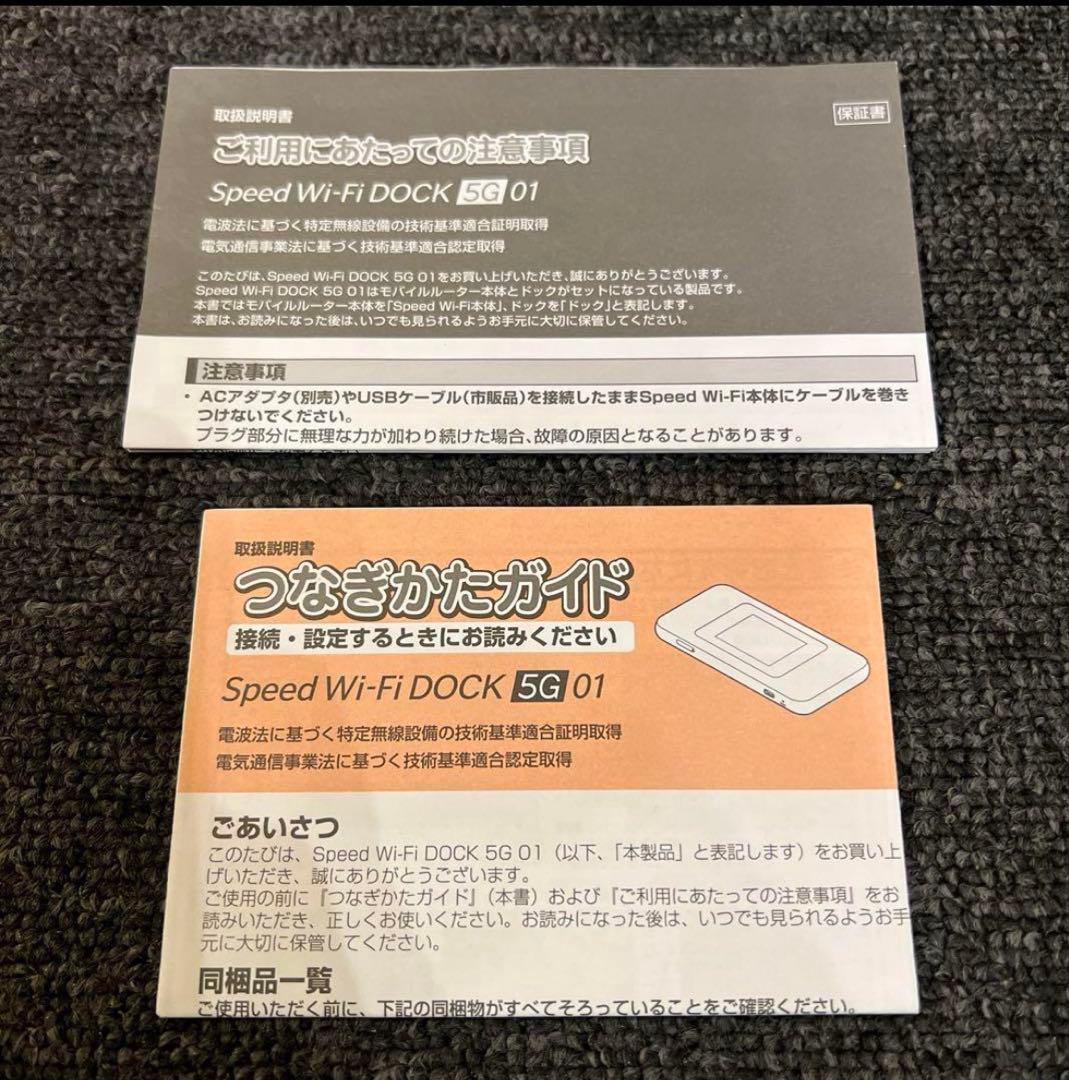 取扱説明書
保証書
ご利用にあたっての注意事項
Speed Wi-Fi DOCK 5G 01
電波法に基づく特定無線設備の技術基準適合証明取得
電気通信事業法に基づく技術基準適合認定取得
このたびは、Speed Wi-Fi DOCK 5G 01をお買い上げいただき、誠にありがとうございます。
Speed Wi-Fi DOCK 5G 01はモバイルルーター本体とドックがセットになっている製品です。
本書ではモバイルルーター本体を「Speed Wi-Fi本体」、ドックを「ドック」と表記します。
本書は、お読みになった後は、いつでも見られるようお手元に大切に保管してください。
注意事項
・ACアダプタ(別売)やUSBケーブル(市販品)を接続したままSpeed Wi-Fi本体にケーブルを巻き
つけないでください。
プラグ部分に無理な力が加わり続けた場合、故障の原因となることがあります。
取扱説明書
つなぎかたガイド
接続・設定するときにお読みください
Speed Wi-Fi DOCK 5G 01
電波法に基づく特定無線設備の技術基準適合証明取得
電気通信事業法に基づく技術基準適合認定取得
ごあいさつ
このたびは、Speed Wi-Fi DOCK 5G 01（以下、「本製品」と表記します）をお買い上
げいただき、誠にありがとうございます。
ご使用の前に『つなぎかたガイド』（本書）および『ご利用にあたっての注意事項』をお
読みいただき、正しくお使いください。お読みになった後は、いつでも見られるようお手
元に大切に保管してください。
同梱品一覧
ご使用いただく前に、下記の同梱物がすべてそろっていることをご確認ください。